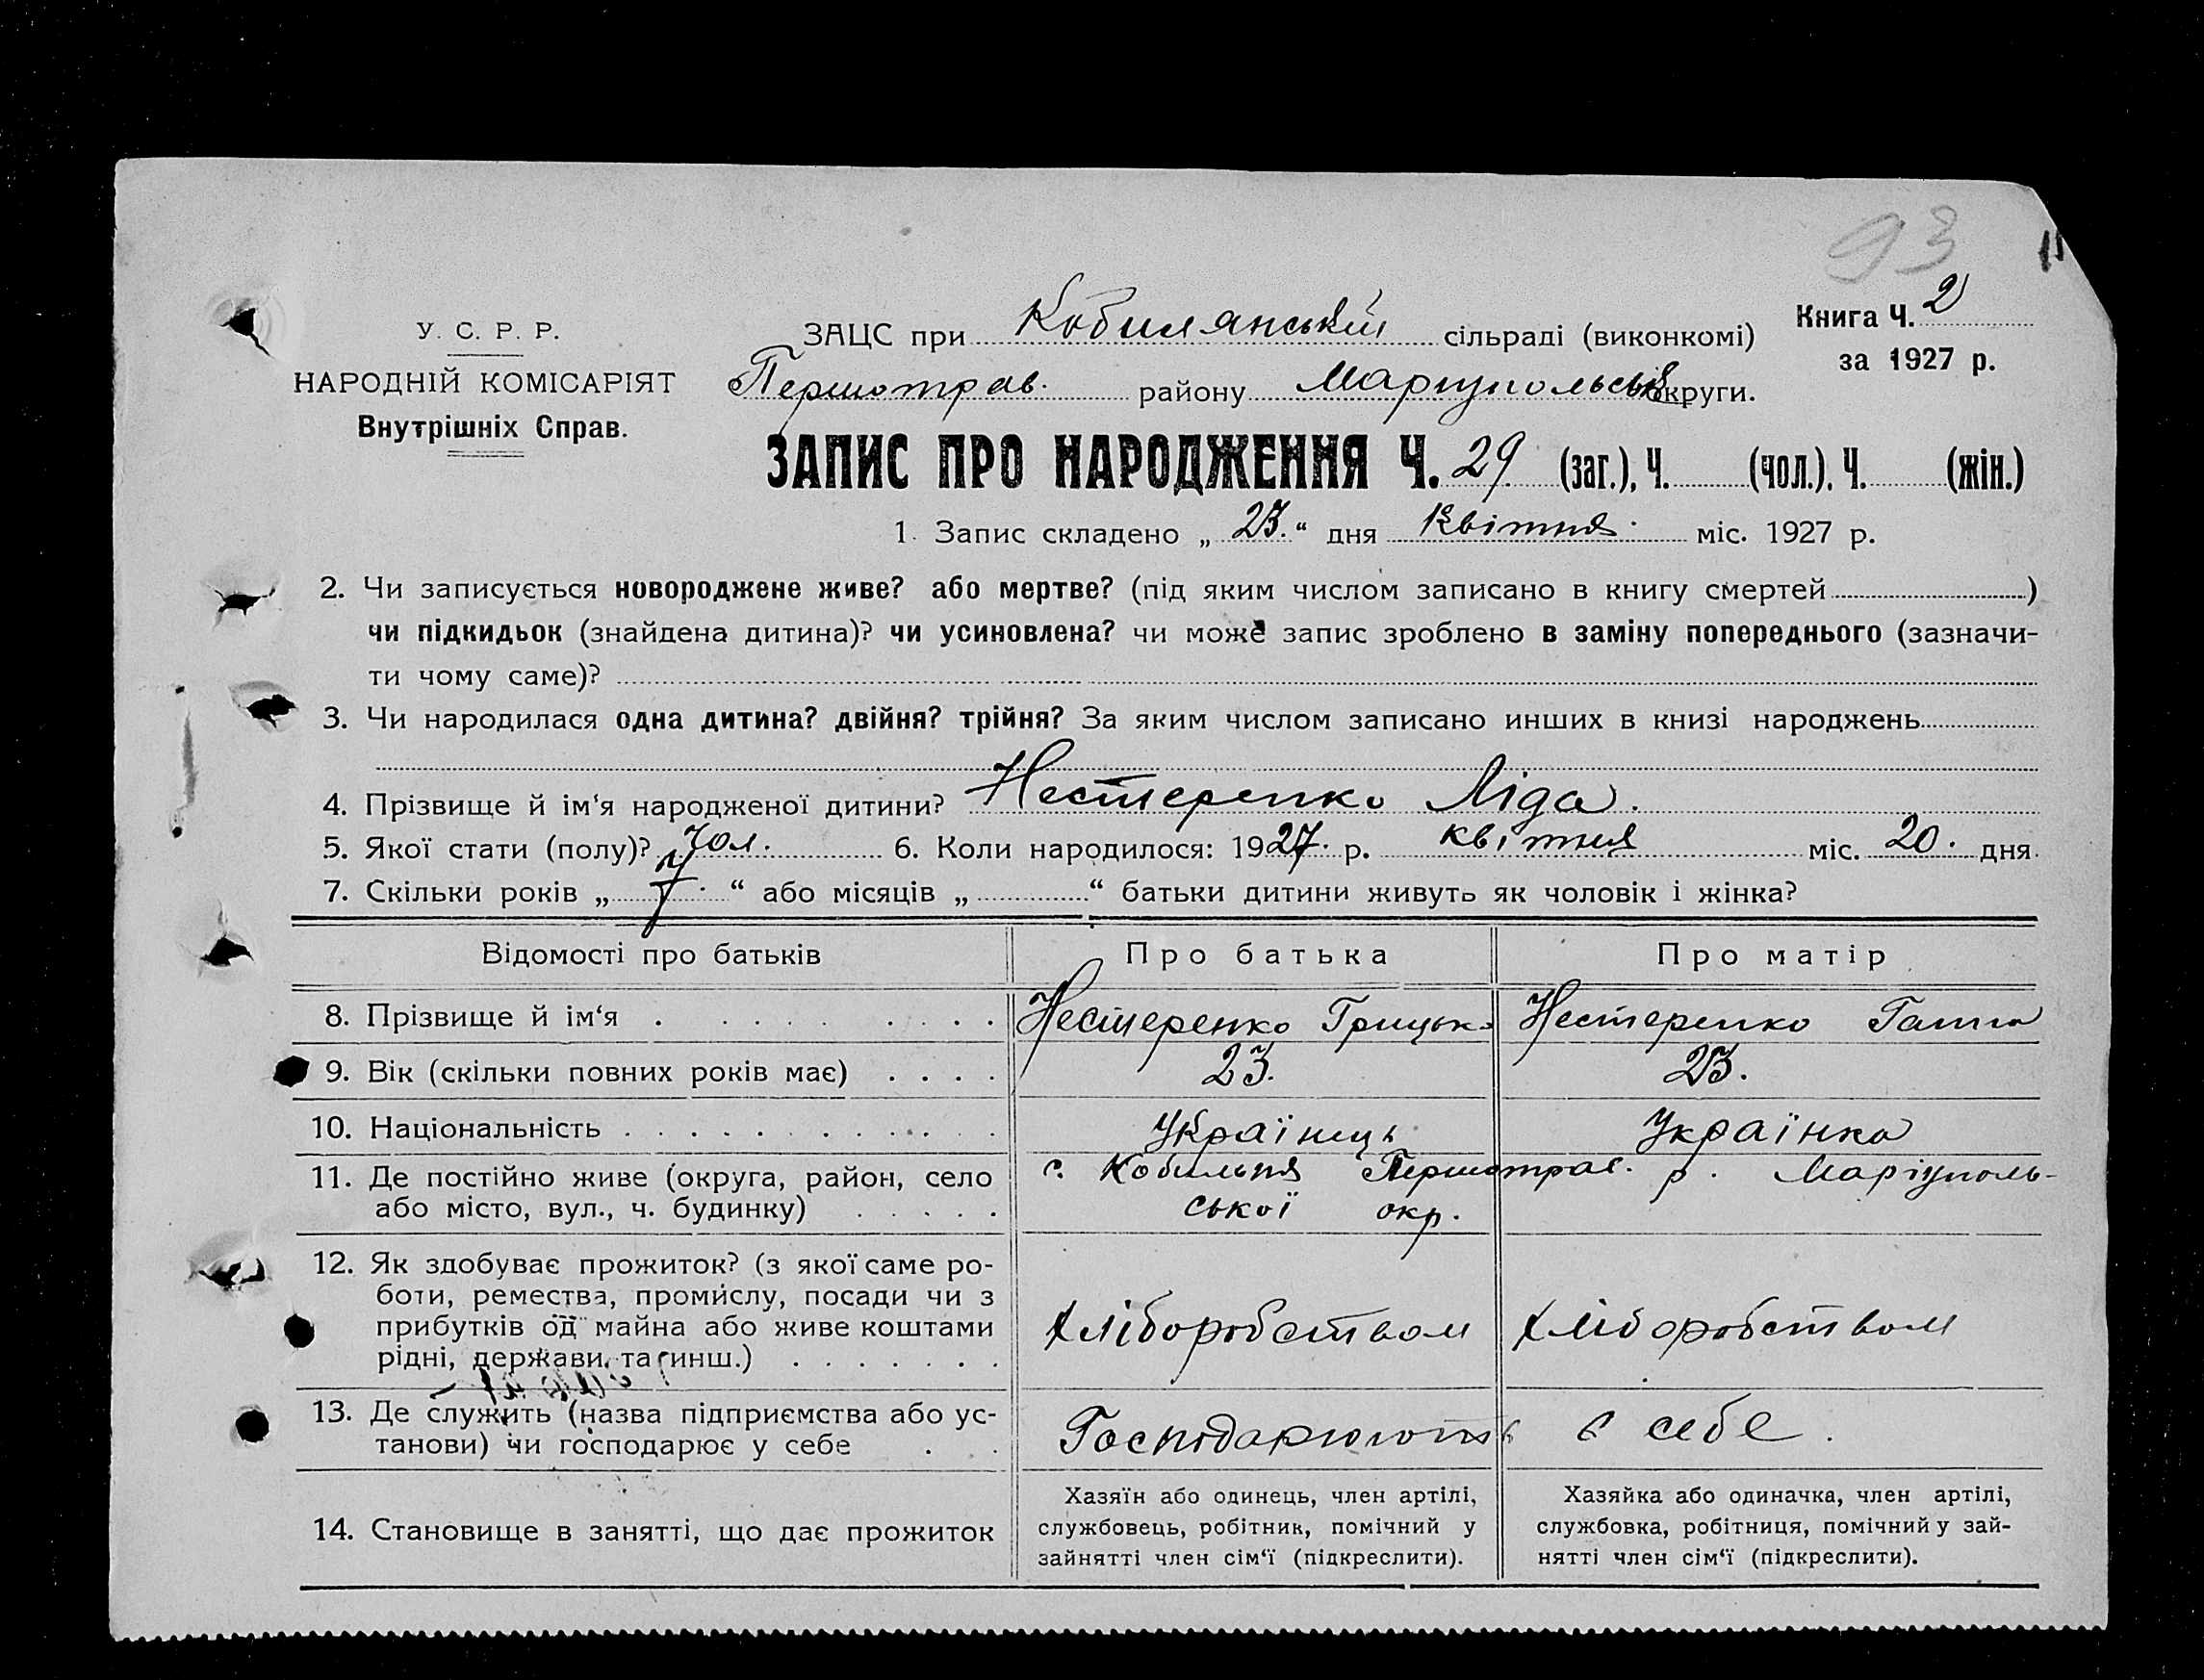 93
Книга Ч. 2
за 1927 р.
У. С. Р. Р.
НАРОДНІЙ КОМІСАРІЯТ
Внутрішніх Справ.
ЗАЦС при Кобилянській сільраді (виконкомі)
Першотрав. району Маріупольськ округи.
ЗАПИС ПРО НАРОДЖЕННЯ Ч. 29 (заг.), Ч. (чол.), Ч. (жін.)
1. Запис складено „ 23. “ дня Квітня міс. 1927 р.
2. Чи записується новороджене живе? або мертве? (під яким числом записано в книгу смертей )
чи підкидьок (знайдена дитина)? чи усиновлена? чи може запис зроблено в заміну попереднього (зазначи-
ти чому саме)?
3. Чи народилася одна дитина? двійня? трійня? За яким числом записано инших в книзі народжень
4. Прізвище й ім‘я народженої дитини? Нестеренко Ліда.
5. Якої стати (полу)? чол. 6. Коли народилося: 1927. р. квітня міс. 20. дня
7. Скільки років „ “ або місяців „ “ батьки дитини живуть як чоловік і жінка?
Відомості про батьків Про батька Про матір
8. Прізвище й ім‘я Нестеренко Грицько Нестеренко Ганна
9. Вік (скільки повних років має) 23. 23.
10. Національність Українець Українка
11. Де постійно живе (округа, район, село с. Кобильня Першотрав. р. Маріуполь-
або місто, вул., ч. будинку) ської окр.
12. Як здобуває прожиток? (з якої саме ро-
боти, ремества, промислу, посади чи з
прибутків од майна або живе коштами хліборобством хліборобством
рідні, держави, та инш.)
13. Де служить (назва підприємства або ус-
танови) чи господарює у себе Господарюють в себе.
14. Становище в занятті, що дає прожиток
Хазяїн або одинець, член артілі,
службовець, робітник, помічний у
зайнятті член сім‘ї (підкреслити).
Хазяйка або одиначка, член артілі,
службовка, робітниця, помічний у зай-
нятті член сім‘ї (підкреслити).